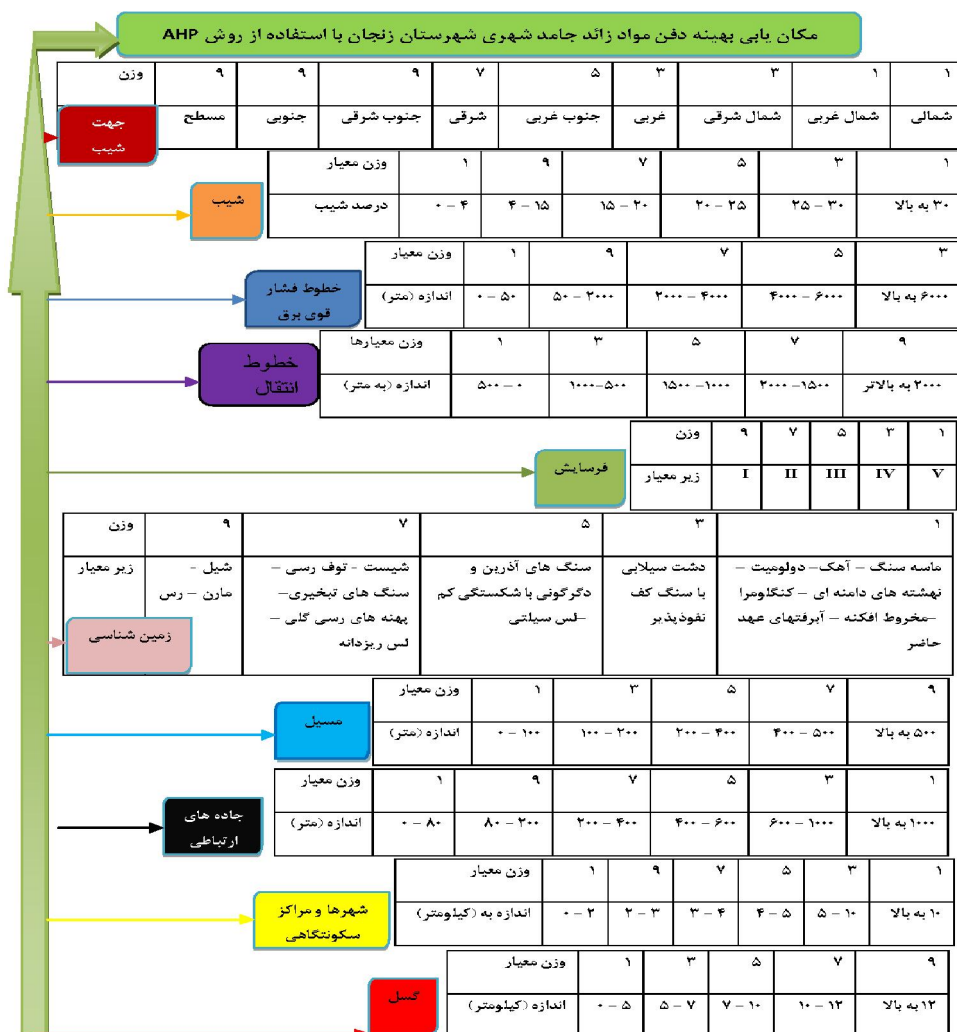 مکان یابی بهینه دفن مواد زائد جامد شهری شهرستان زنجان با استفاده از روش AHP
وزن ۹ ۹ ۹ ۷ ۵ ۳ ۳ ۱ ۱
مسطح جنوبی جنوب شرقی شرقی جنوب غربی غربی شمال شرقی شمال غربی شمالی
جهت
شیب
وزن معیار ۱ ۹ ۷ ۵ ۳ ۱
درصد شیب ۰ – ۴ ۴ – ۱۵ ۱۵ – ۲۰ ۲۰ – ۲۵ ۲۵ – ۳۰ ۳۰ به بالا
شیب
وزن معیار ۱ ۹ ۷ ۵ ۳
اندازه (متر) ۰ – ۵۰ ۵۰ – ۲۰۰۰ ۲۰۰۰ – ۴۰۰۰ ۴۰۰۰ – ۶۰۰۰ ۶۰۰۰ به بالا
خطوط فشار
قوی برق
وزن معیارها ۱ ۳ ۵ ۷ ۹
اندازه (به متر) ۵۰۰ – ۰ ۱۰۰۰-۵۰۰ ۱۵۰۰ – ۱۰۰۰ ۲۰۰۰ – ۱۵۰۰ ۲۰۰۰ به بالاتر
خطوط
انتقال
وزن ۹ ۷ ۵ ۳ ۱
زیر معیار I II III IV V
فرسایش
وزن ۹ ۷ ۵ ۳ ۱
زیر معیار
شیل -
مارن – رس
شیست - توف رسی –
سنگ های تبخیری–
پهنه های رسی گلی –
لس ریزدانه
سنگ های آذرین و
دگرگونی با شکستگی کم
–لس سیلتی
دشت سیلابی
با سنگ کف
نفوذپذیر
ماسه سنگ – آهک– دولومیت –
نهشته های دامنه ای – کنگلومرا
–مخروط افکنه – آبرفتهای عهد
حاضر
زمین شناسی
وزن معیار ۱ ۳ ۵ ۷ ۹
اندازه (متر) ۰ – ۱۰۰ ۱۰۰ – ۲۰۰ ۲۰۰ – ۴۰۰ ۴۰۰ – ۵۰۰ ۵۰۰ به بالا
مسیل
وزن معیار ۱ ۹ ۷ ۵ ۳ ۱
اندازه (متر) ۰ – ۸۰ ۸۰ – ۲۰۰ ۲۰۰ – ۴۰۰ ۴۰۰ – ۶۰۰ ۶۰۰ – ۱۰۰۰ ۱۰۰۰ به بالا
جاده های
ارتباطی
وزن معیار ۱ ۹ ۷ ۵ ۳ ۱
اندازه به (کیلومتر) ۰ – ۲ ۲ – ۳ ۳ – ۴ ۴ – ۵ ۵ – ۱۰ ۱۰ به بالا
شهرها و مراکز
سکونتگاهی
وزن معیار ۱ ۳ ۵ ۷ ۹
اندازه (کیلومتر) ۰ – ۵ ۵ – ۷ ۷ – ۱۰ ۱۰ – ۱۲ ۱۲ به بالا
گسل